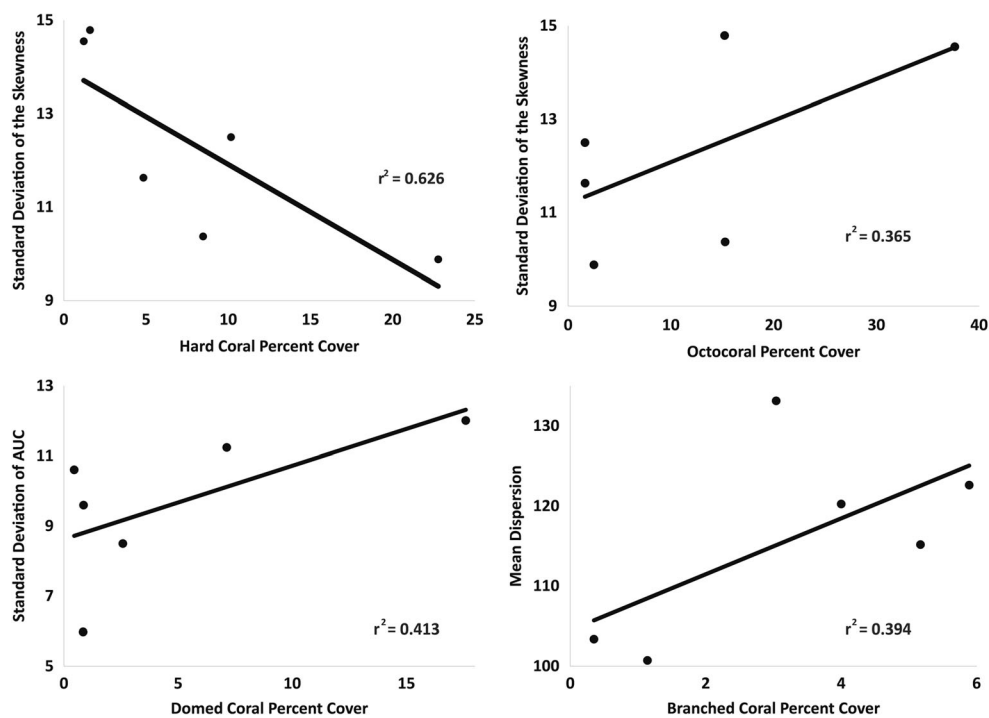 Standard Deviation of the Skewness
15
13
11
9
0 5 10 15 20 25
r² = 0.626
Hard Coral Percent Cover
Standard Deviation of the Skewness
15
13
11
9
0 10 20 30 40
r² = 0.365
Octocoral Percent Cover
Standard Deviation of AUC
13
11
9
7
5
0 5 10 15
r² = 0.413
Domed Coral Percent Cover
Mean Dispersion
130
120
110
100
0 2 4 6
r² = 0.394
Branched Coral Percent Cover